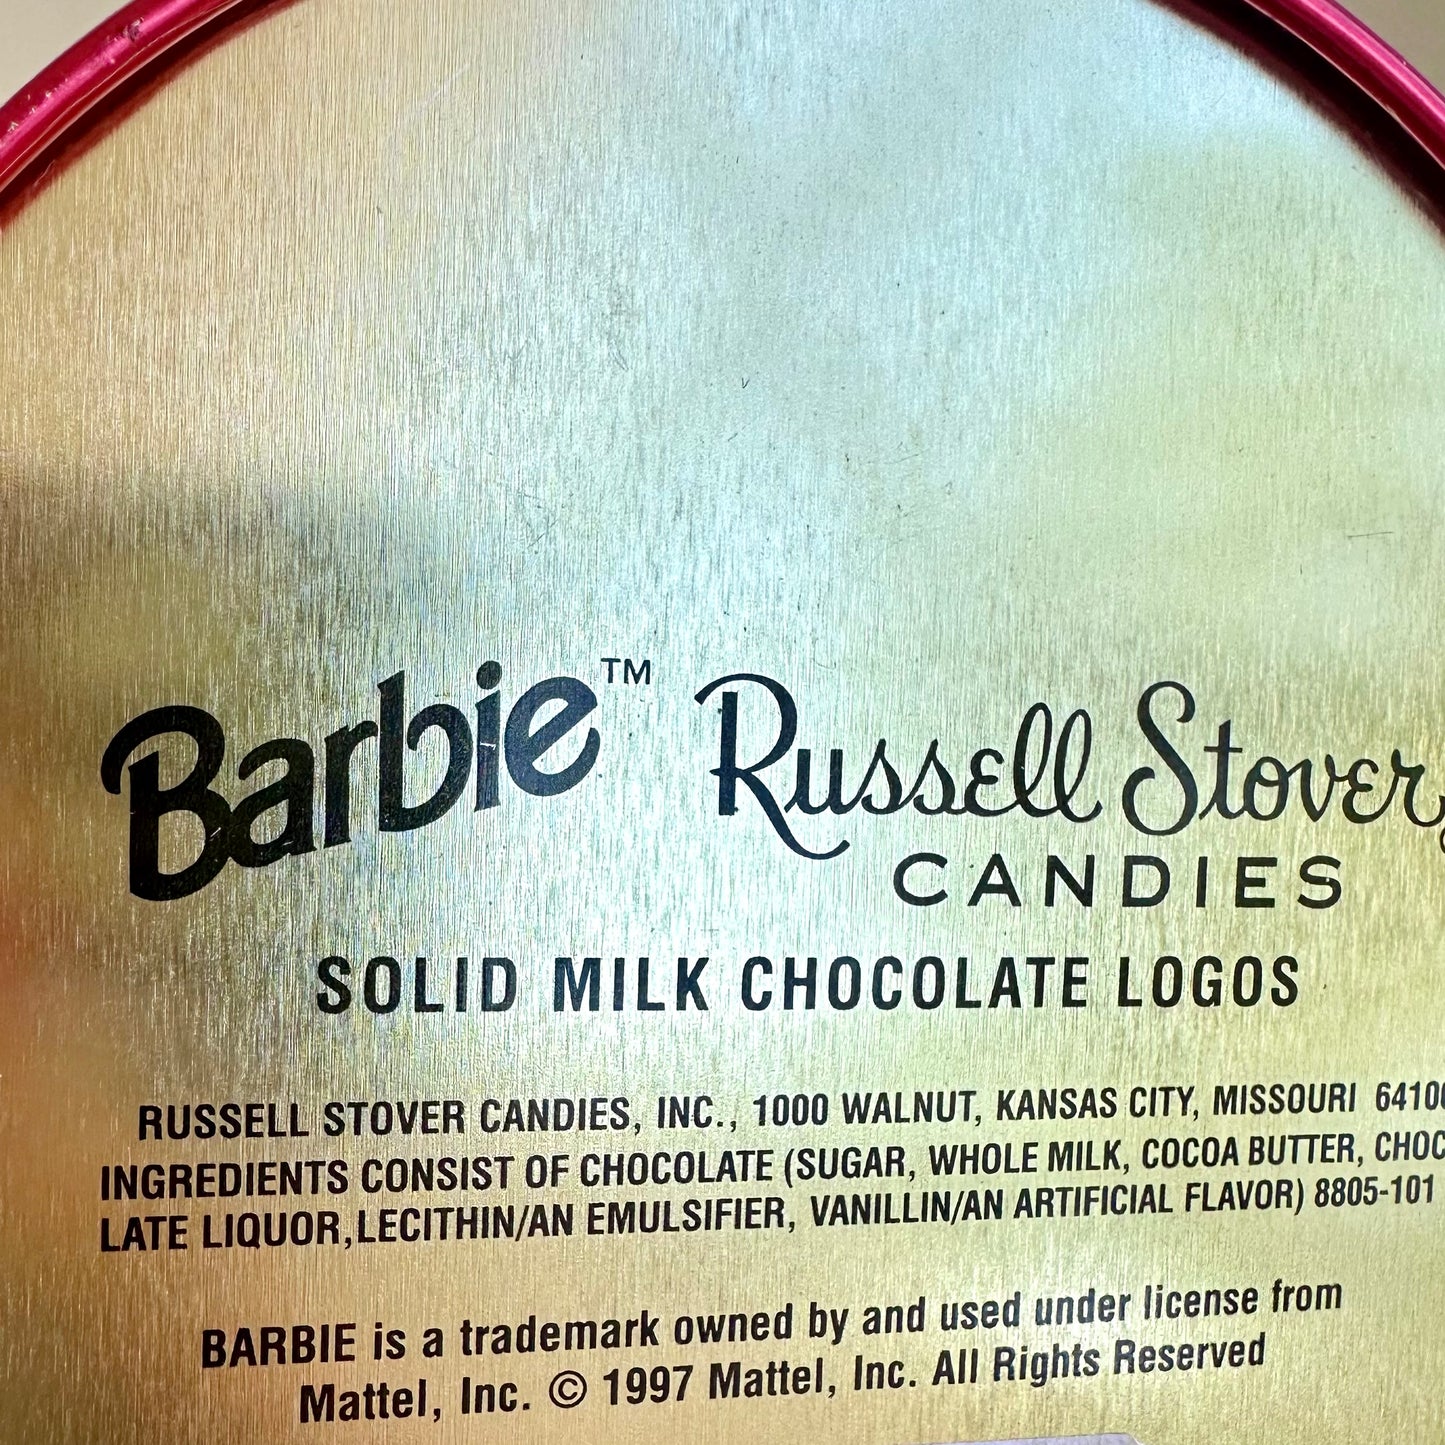 Barbie™ Russell Stover
CANDIES
SOLID MILK CHOCOLATE LOGOS
RUSSELL STOVER CANDIES, INC., 1000 WALNUT, KANSAS CITY, MISSOURI
INGREDIENTS CONSIST OF CHOCOLATE (SUGAR, WHOLE MILK, COCOA BUTTER, CHOC
LATE LIQUOR, LECITHIN/AN EMULSIFIER, VANILLIN/AN ARTIFICIAL FLAVOR) 8805-101
BARBIE is a trademark owned by and used under license from
Mattel, Inc. © 1997 Mattel, Inc. All Rights Reserved